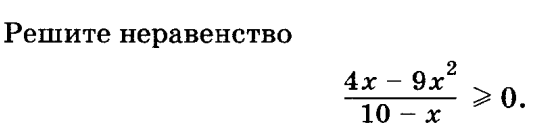 Решите неравенство
(4x − 9x²)/(10 − x) ⩾ 0.